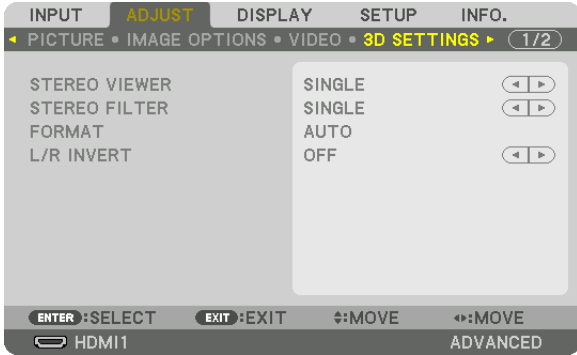 INPUT ADJUST DISPLAY SETUP INFO.
◄ PICTURE • IMAGE OPTIONS • VIDEO • 3D SETTINGS ► 1/2
STEREO VIEWER SINGLE ◄ ►
STEREO FILTER SINGLE ◄ ►
FORMAT AUTO
L/R INVERT OFF ◄ ►
ENTER :SELECT EXIT :EXIT ♦:MOVE ◄►:MOVE
HDMI1 ADVANCED